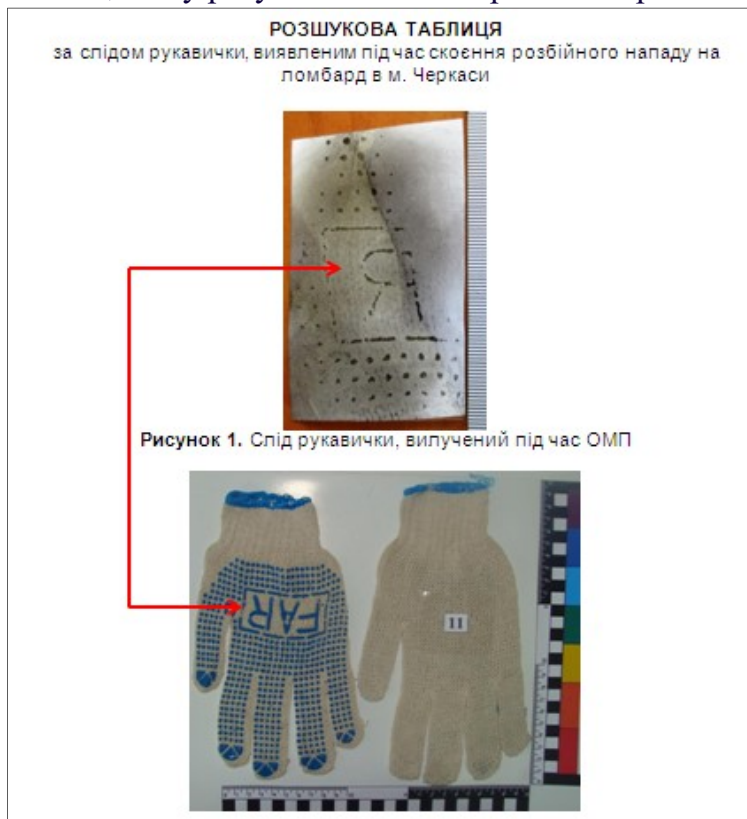 РОЗШУКОВА ТАБЛИЦЯ
за слідом рукавички, виявленим під час скоєння розбійного нападу на
ломбард в м. Черкаси
Рисунок 1. Слід рукавички, вилучений під час ОМП
FAR
11